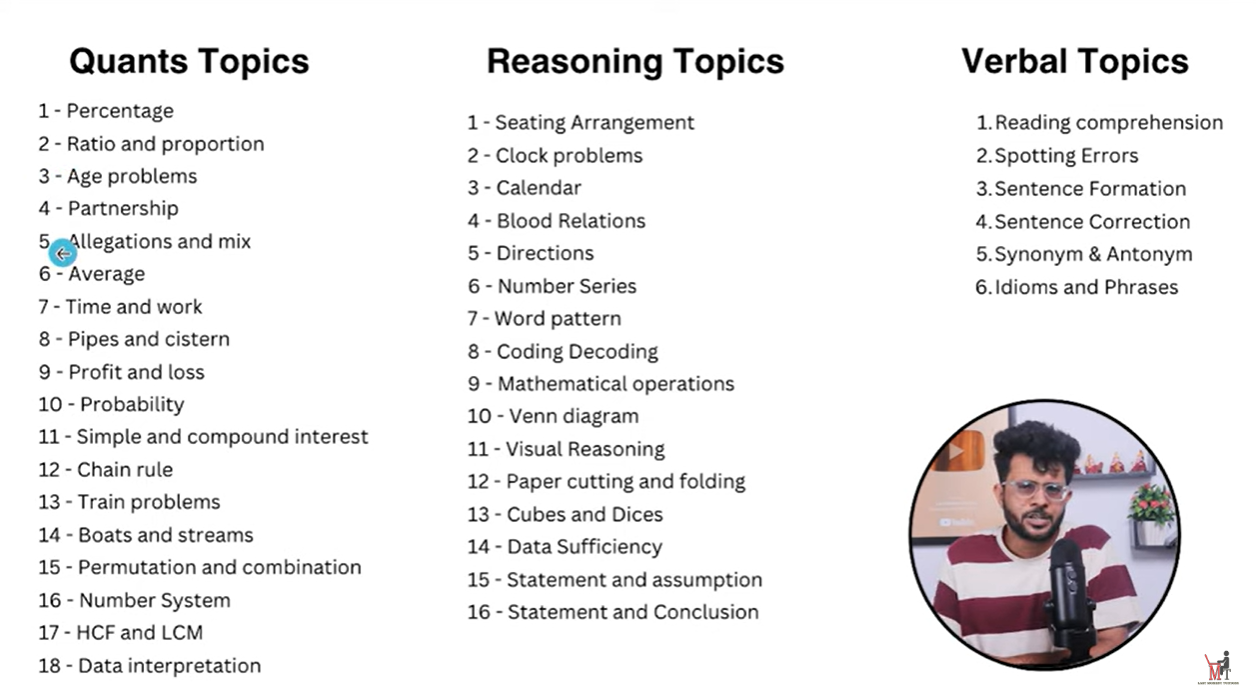 Quants Topics
1 - Percentage
2 - Ratio and proportion
3 - Age problems
4 - Partnership
5 - Allegations and mix
6 - Average
7 - Time and work
8 - Pipes and cistern
9 - Profit and loss
10 - Probability
11 - Simple and compound interest
12 - Chain rule
13 - Train problems
14 - Boats and streams
15 - Permutation and combination
16 - Number System
17 - HCF and LCM
18 - Data interpretation
Reasoning Topics
1 - Seating Arrangement
2 - Clock problems
3 - Calendar
4 - Blood Relations
5 - Directions
6 - Number Series
7 - Word pattern
8 - Coding Decoding
9 - Mathematical operations
10 - Venn diagram
11 - Visual Reasoning
12 - Paper cutting and folding
13 - Cubes and Dices
14 - Data Sufficiency
15 - Statement and assumption
16 - Statement and Conclusion
Verbal Topics
1. Reading comprehension
2. Spotting Errors
3. Sentence Formation
4. Sentence Correction
5. Synonym & Antonym
6. Idioms and Phrases
YouTube